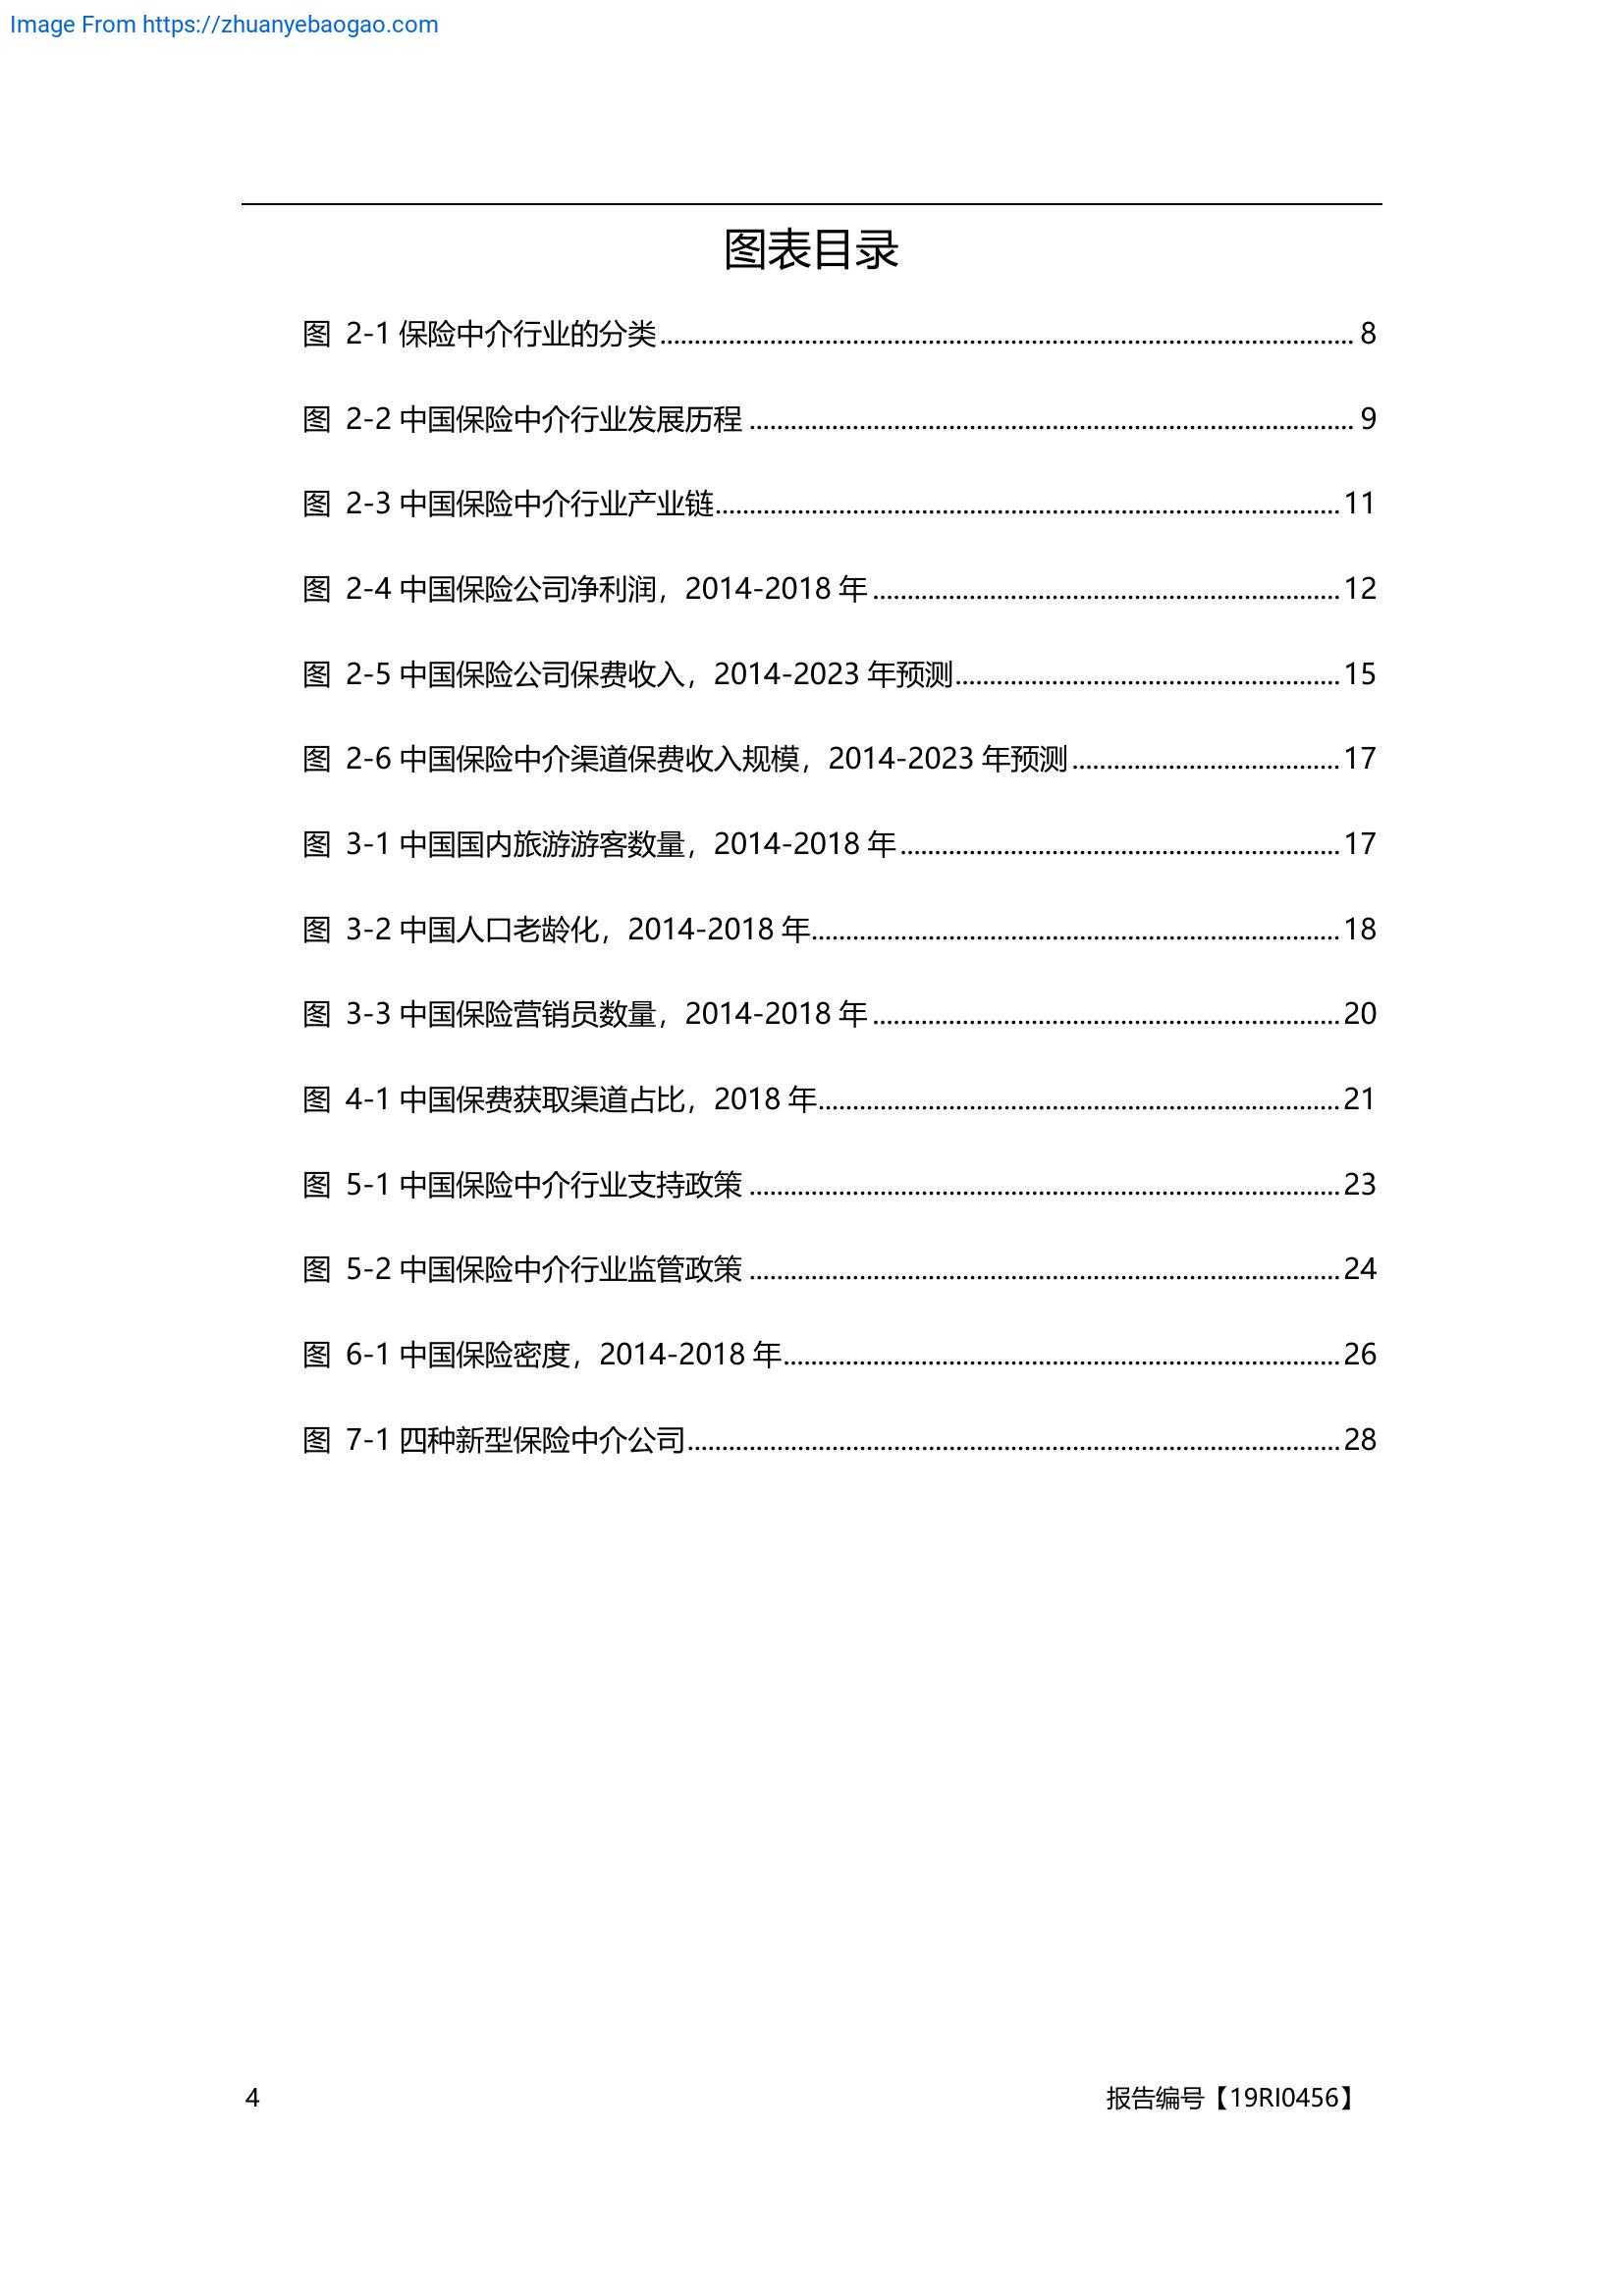 Image From https://zhuanyebaogao.com
图表目录
图 2-1 保险中介行业的分类........................................ 8
图 2-2 中国保险中介行业发展历程........................................ 9
图 2-3 中国保险中介行业产业链........................................ 11
图 2-4 中国保险公司净利润，2014-2018 年........................................ 12
图 2-5 中国保险公司保费收入，2014-2023 年预测........................................ 15
图 2-6 中国保险中介渠道保费收入规模，2014-2023 年预测........................................ 17
图 3-1 中国国内旅游游客数量，2014-2018 年........................................ 17
图 3-2 中国人口老龄化，2014-2018 年........................................ 18
图 3-3 中国保险营销员数量，2014-2018 年........................................ 20
图 4-1 中国保费获取渠道占比，2018 年........................................ 21
图 5-1 中国保险中介行业支持政策........................................ 23
图 5-2 中国保险中介行业监管政策........................................ 24
图 6-1 中国保险密度，2014-2018 年........................................ 26
图 7-1 四种新型保险中介公司........................................ 28
4 报告编号【19RI0456】